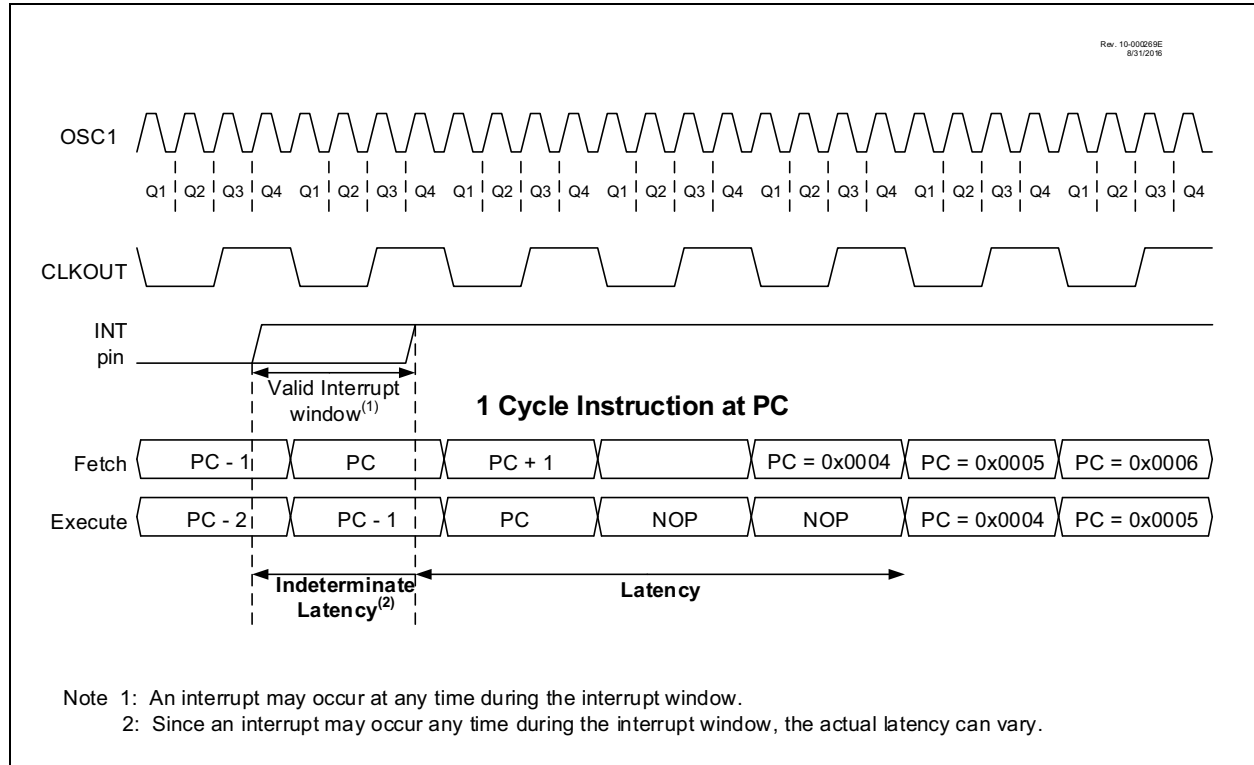 Rev. 10-000269E
8/31/2016
OSC1
Q1 Q2 Q3 Q4 Q1 Q2 Q3 Q4 Q1 Q2 Q3 Q4 Q1 Q2 Q3 Q4 Q1 Q2 Q3 Q4 Q1 Q2 Q3 Q4 Q1 Q2 Q3 Q4
CLKOUT
INT
pin
Valid Interrupt
window(1)
1 Cycle Instruction at PC
Fetch PC - 1 PC PC + 1 PC = 0x0004 PC = 0x0005 PC = 0x0006
Execute PC - 2 PC - 1 PC NOP NOP PC = 0x0004 PC = 0x0005
Indeterminate
Latency(2)
Latency
Note 1: An interrupt may occur at any time during the interrupt window.
2: Since an interrupt may occur any time during the interrupt window, the actual latency can vary.